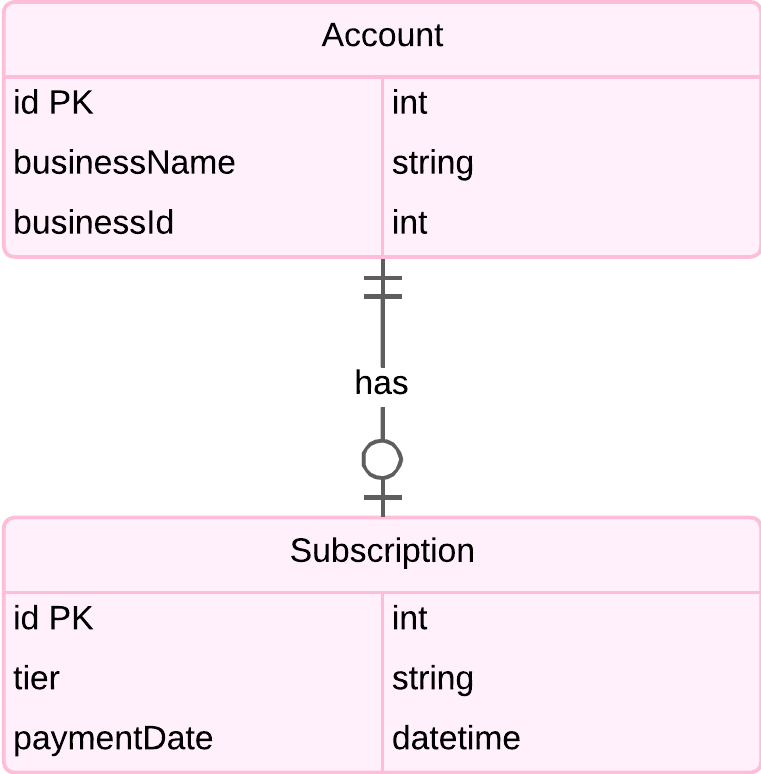 Account
id PK int
businessName string
businessId int
has
Subscription
id PK int
tier string
paymentDate datetime